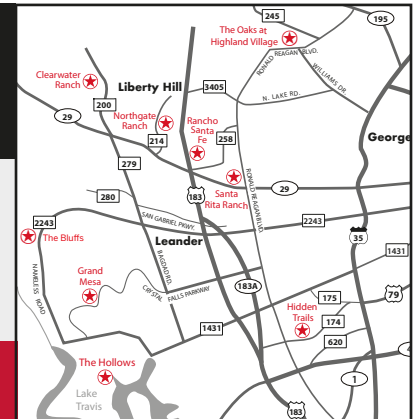 245
195
The Oaks at
Highland Village
RONALD REAGAN BLVD.
WILLIAMS DR
Clearwater
Ranch
Liberty Hill
3405
N. LAKE RD.
200
29
Northgate
Ranch
Rancho
Santa
Fe
214
258
George
279
RONALD REAGAN BLVD.
Santa
Rita Ranch
29
280
183
SAN GABRIEL PKWY.
2243
2243
The Bluffs
Leander
35
1431
BAGDAD RD.
NAMELESS ROAD
Grand
Mesa
CRYSTAL FALLS PARKWAY
183A
175
79
Hidden
Trails
174
1431
620
4
The Hollows
Lake
Travis
1
183